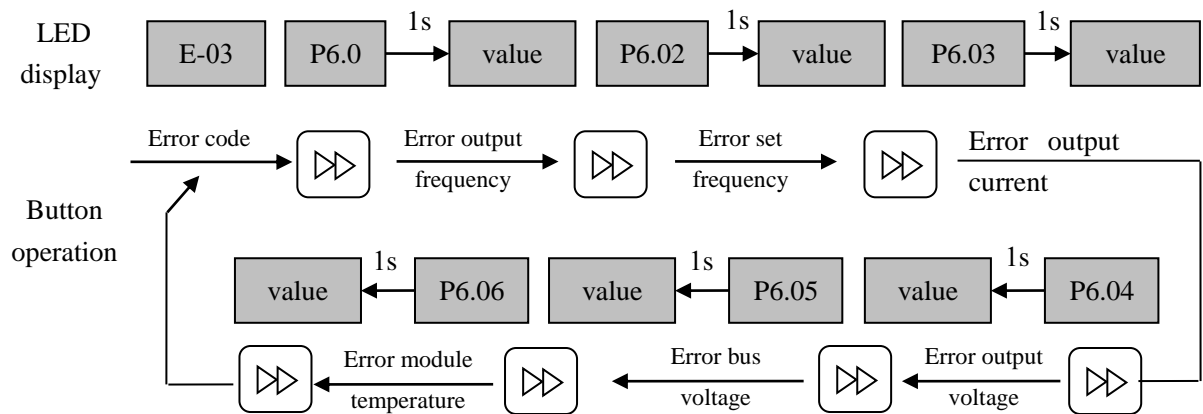 LED
display
E-03 P6.0 1s value P6.02 1s value P6.03 1s value
Error code
Error output
frequency
Error set
frequency
Error output
current
Button
operation
value 1s P6.06 value 1s P6.05 value 1s P6.04
Error module
temperature
Error bus
voltage
Error output
voltage